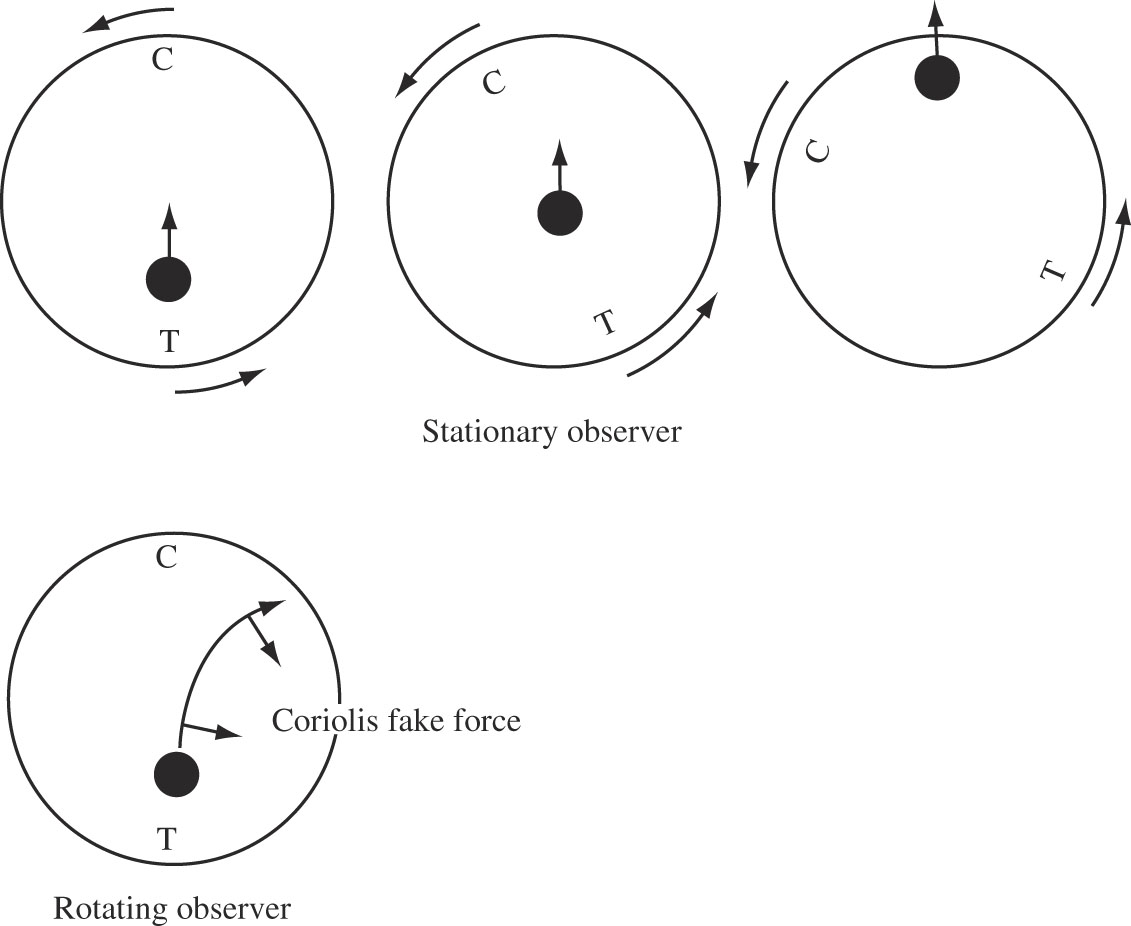 C
T
C
T
C
T
Stationary observer
C
Coriolis fake force
T
Rotating observer